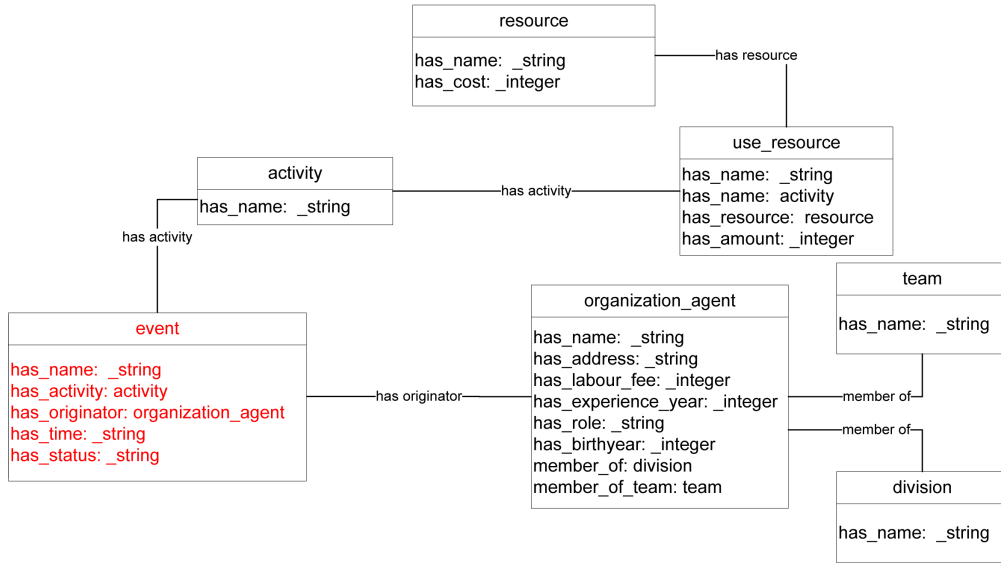 resource
has_name: _string
has_cost: _integer
has resource
use_resource
has_name: _string
has_name: activity
has_resource: resource
has_amount: _integer
activity
has_name: _string
has activity
has activity
event
has_name: _string
has_activity: activity
has_originator: organization_agent
has_time: _string
has_status: _string
has originator
organization_agent
has_name: _string
has_address: _string
has_labour_fee: _integer
has_experience_year: _integer
has_role: _string
has_birthyear: _integer
member_of: division
member_of_team: team
team
has_name: _string
member of
member of
division
has_name: _string